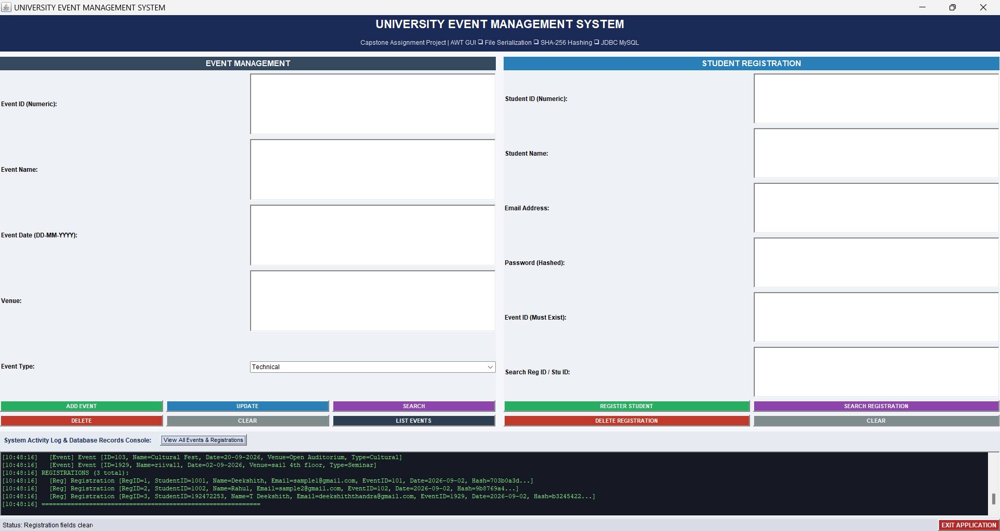 UNIVERSITY EVENT MANAGEMENT SYSTEM
UNIVERSITY EVENT MANAGEMENT SYSTEM
Capstone Assignment Project | AWT GUI ❑ File Serialization ❑ SHA-256 Hashing ❑ JDBC MySQL
EVENT MANAGEMENT
Event ID (Numeric):
Event Name:
Event Date (DD-MM-YYYY):
Venue:
Event Type:
Technical
ADD EVENT
UPDATE
SEARCH
DELETE
CLEAR
LIST EVENTS
STUDENT REGISTRATION
Student ID (Numeric):
Student Name:
Email Address:
Password (Hashed):
Event ID (Must Exist):
Search Reg ID / Stu ID:
REGISTER STUDENT
SEARCH REGISTRATION
DELETE REGISTRATION
CLEAR
System Activity Log & Database Records Console:
View All Events & Registrations
[10:48:16]   [Event] Event [ID=103, Name=Cultural Fest, Date=20-09-2026, Venue=Open Auditorium, Type=Cultural]
[10:48:16]   [Event] Event [ID=1929, Name=riivall, Date=02-09-2026, Venue=sail 4th floor, Type=Seminar]
[10:48:16] REGISTRATIONS (3 total):
[10:48:16]   [Reg] Registration [RegID=1, StudentID=1001, Name=Deekshith, Email=sample1@gmail.com, EventID=101, Date=2026-09-02, Hash=703b0a3d...]
[10:48:16]   [Reg] Registration [RegID=2, StudentID=1002, Name=Rahul, Email=sample2@gmail.com, EventID=102, Date=2026-09-02, Hash=9b8769a4...]
[10:48:16]   [Reg] Registration [RegID=3, StudentID=192472253, Name=T Deekshith, Email=deekshiththandra@gmail.com, EventID=1929, Date=2026-09-02, Hash=b3245422...]
[10:48:16] ============================================================
Status: Registration fields clear
EXIT APPLICATION